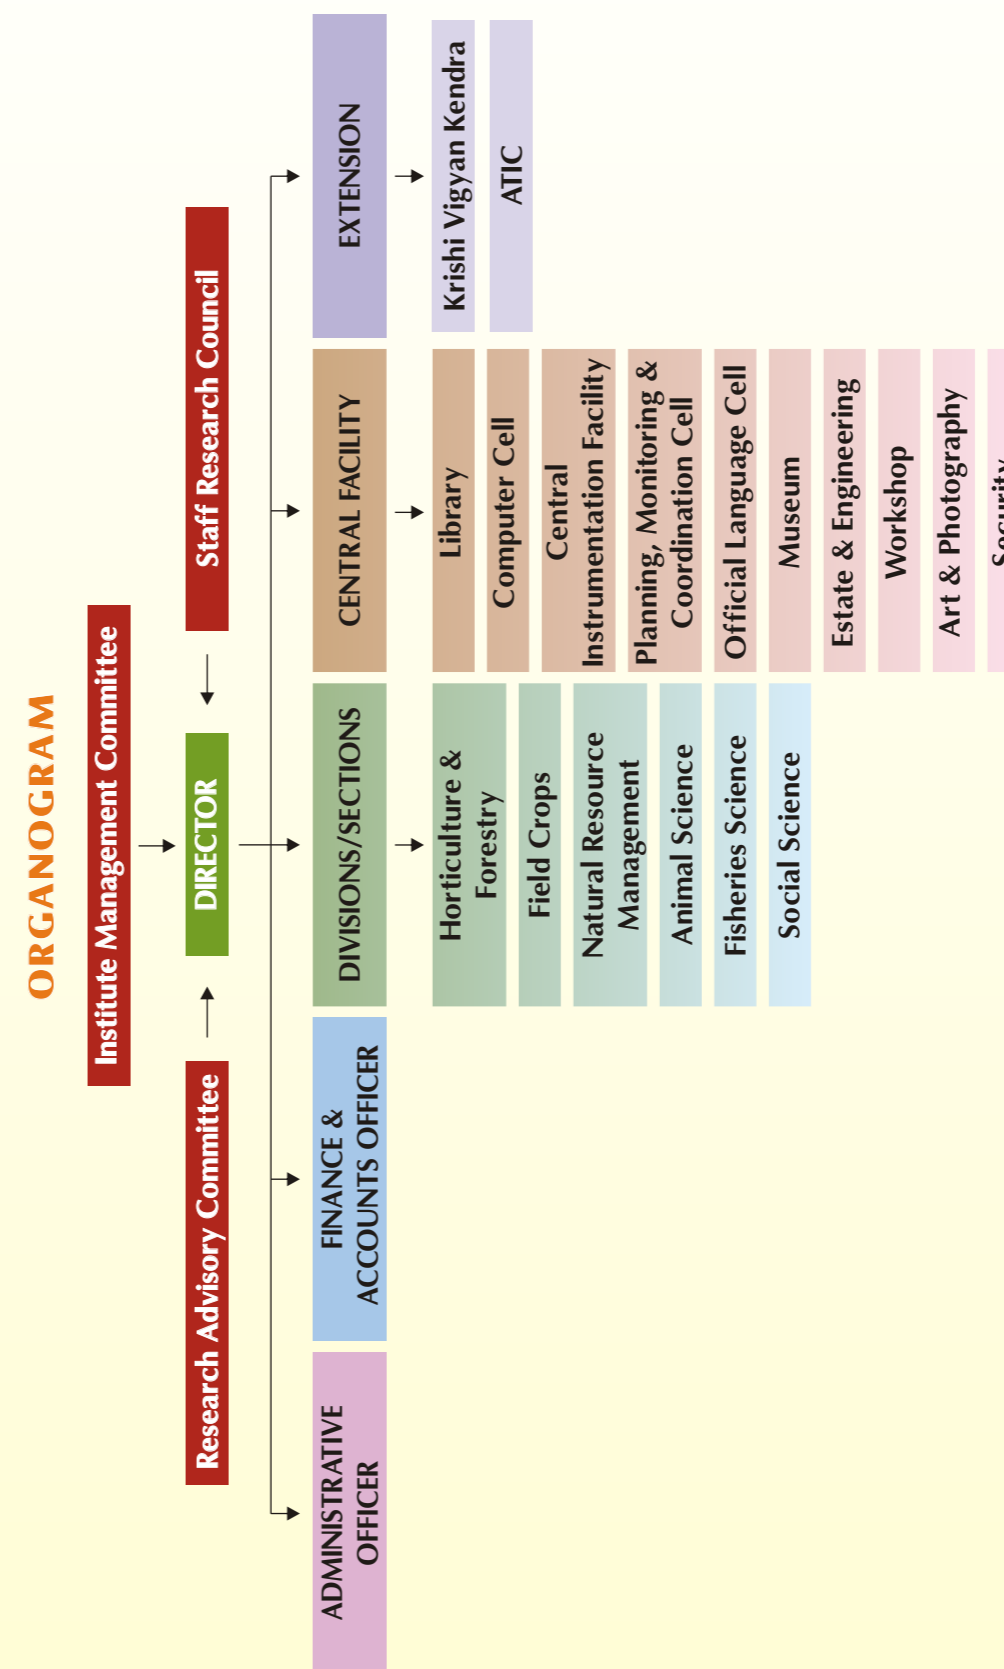 ORGANOGRAM
Institute Management Committee
Research Advisory Committee
DIRECTOR
Staff Research Council
ADMINISTRATIVE
OFFICER
FINANCE &
ACCOUNTS OFFICER
DIVISIONS/SECTIONS
Horticulture &
Forestry
Field Crops
Natural Resource
Management
Animal Science
Fisheries Science
Social Science
CENTRAL FACILITY
Library
Computer Cell
Central
Instrumentation Facility
Planning, Monitoring &
Coordination Cell
Official Language Cell
Museum
Estate & Engineering
Workshop
Art & Photography
Security
EXTENSION
Krishi Vigyan Kendra
ATIC